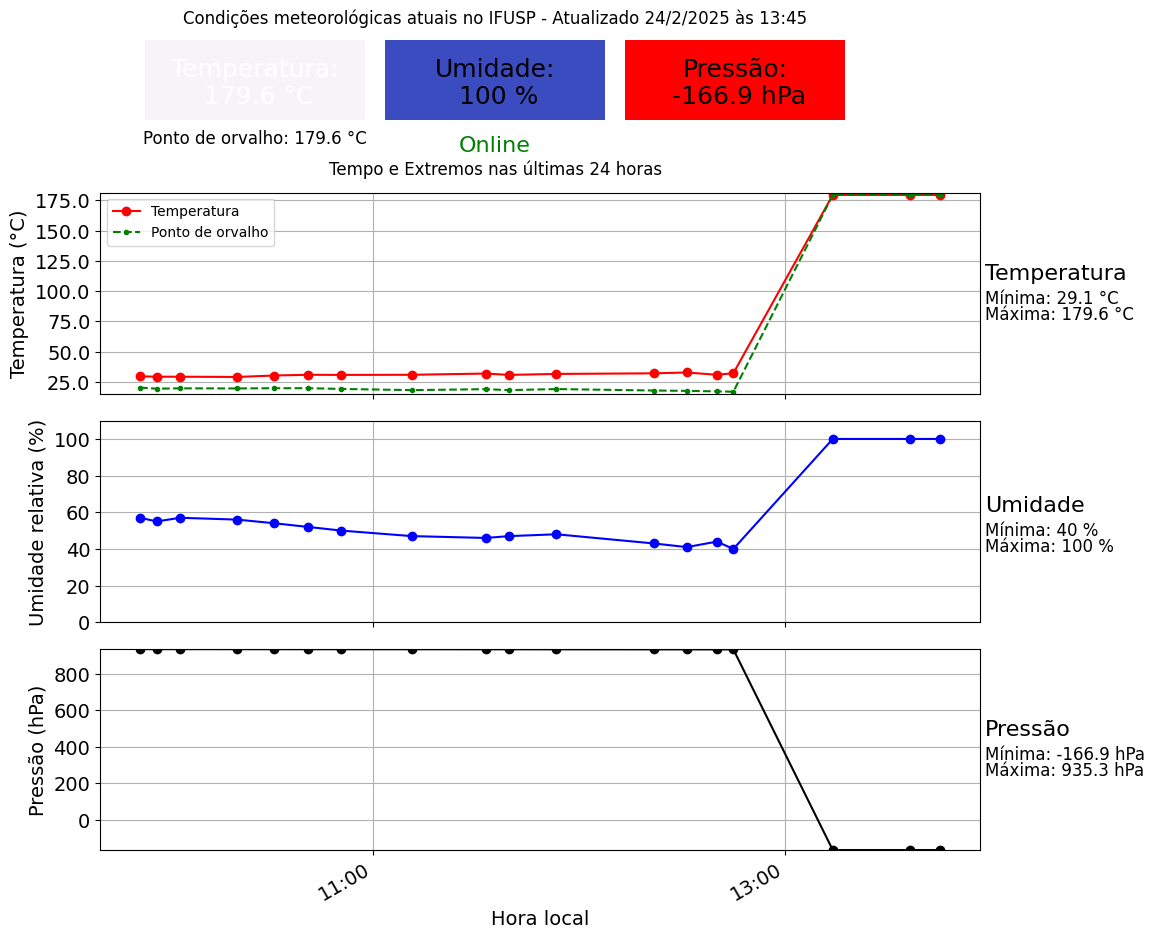 Condições meteorológicas atuais no IFUSP - Atualizado 24/2/2025 às 13:45
Temperatura:
179.6 °C
Umidade:
100 %
Pressão:
-166.9 hPa
Ponto de orvalho: 179.6 °C
Online
Tempo e Extremos nas últimas 24 horas
Temperatura (°C)
175.0
150.0
125.0
100.0
75.0
50.0
25.0
Temperatura
Ponto de orvalho
Temperatura
Mínima: 29.1 °C
Máxima: 179.6 °C
Umidade relativa (%)
100
80
60
40
20
0
Umidade
Mínima: 40 %
Máxima: 100 %
Pressão (hPa)
800
600
400
200
0
Pressão
Mínima: -166.9 hPa
Máxima: 935.3 hPa
11:00
13:00
Hora local